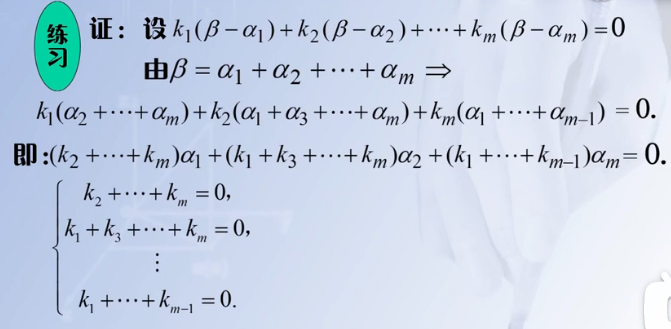 练习
证：设 k₁(β−α₁)+k₂(β−α₂)+⋯+kₘ(β−αₘ)=0
由β=α₁+α₂+⋯+αₘ ⇒
k₁(α₂+⋯+αₘ)+k₂(α₁+α₃+⋯+αₘ)+kₘ(α₁+⋯+αₘ₋₁) =0.
即:(k₂+⋯+kₘ)α₁+(k₁+k₃+⋯+kₘ)α₂+(k₁+⋯+kₘ₋₁)αₘ=0.
k₂+⋯+kₘ=0,
k₁+k₃+⋯+kₘ=0,
⋮
k₁+⋯+kₘ₋₁=0.